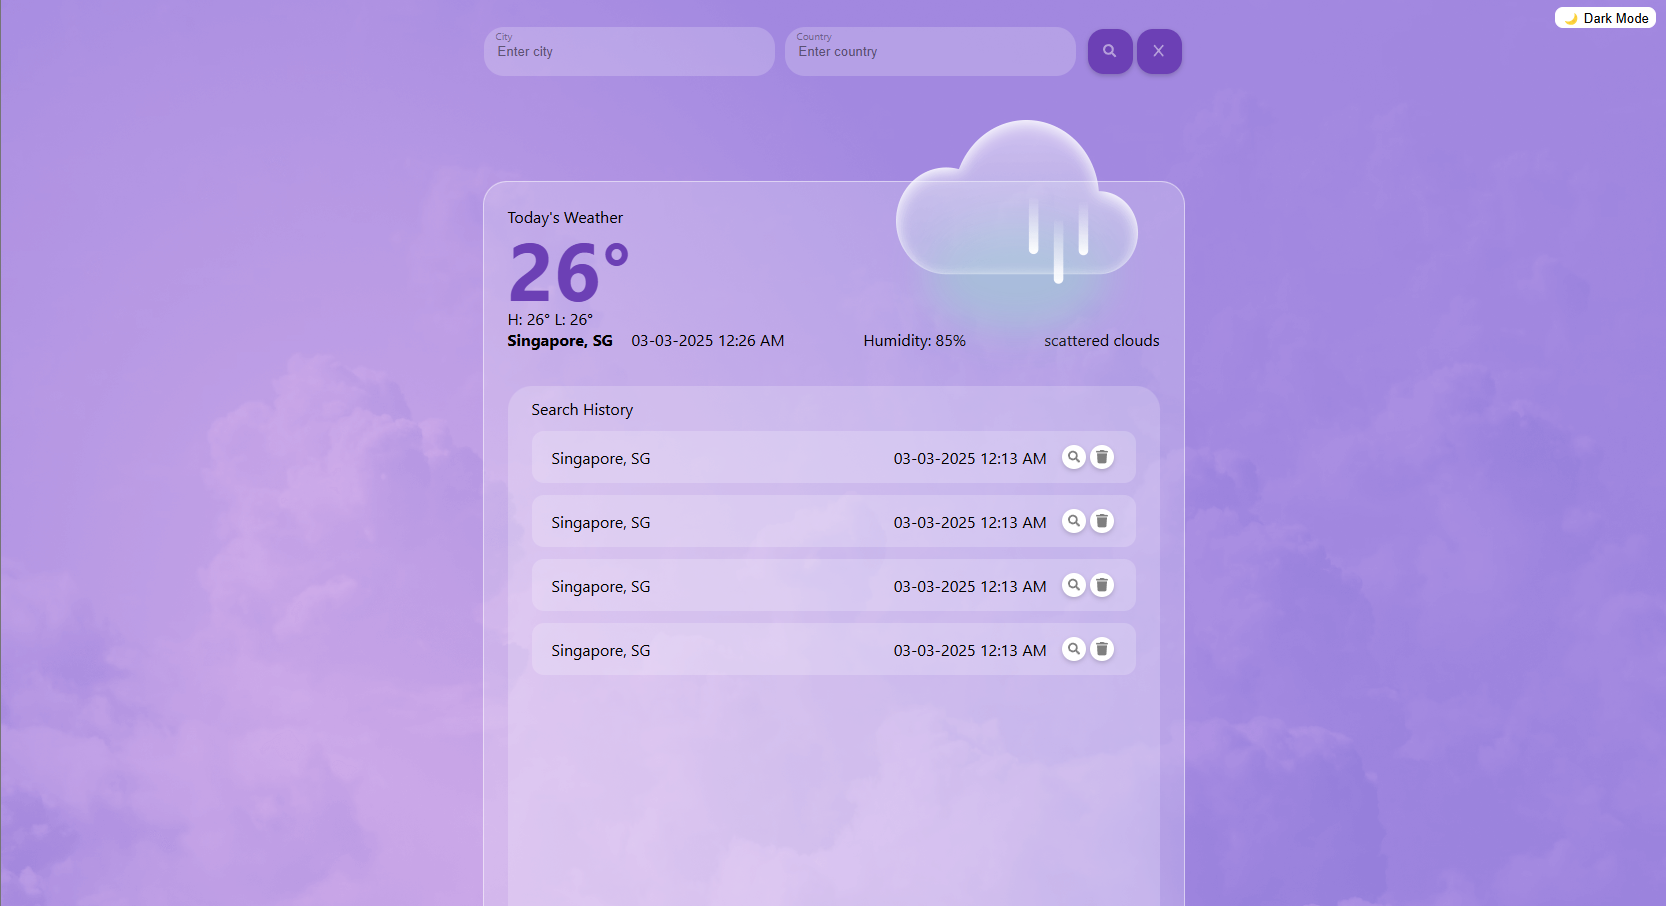 🌙 Dark Mode
City
Enter city
Country
Enter country
Today's Weather
26°
H: 26° L: 26°
Singapore, SG 03-03-2025 12:26 AM Humidity: 85% scattered clouds
Search History
Singapore, SG 03-03-2025 12:13 AM
Singapore, SG 03-03-2025 12:13 AM
Singapore, SG 03-03-2025 12:13 AM
Singapore, SG 03-03-2025 12:13 AM